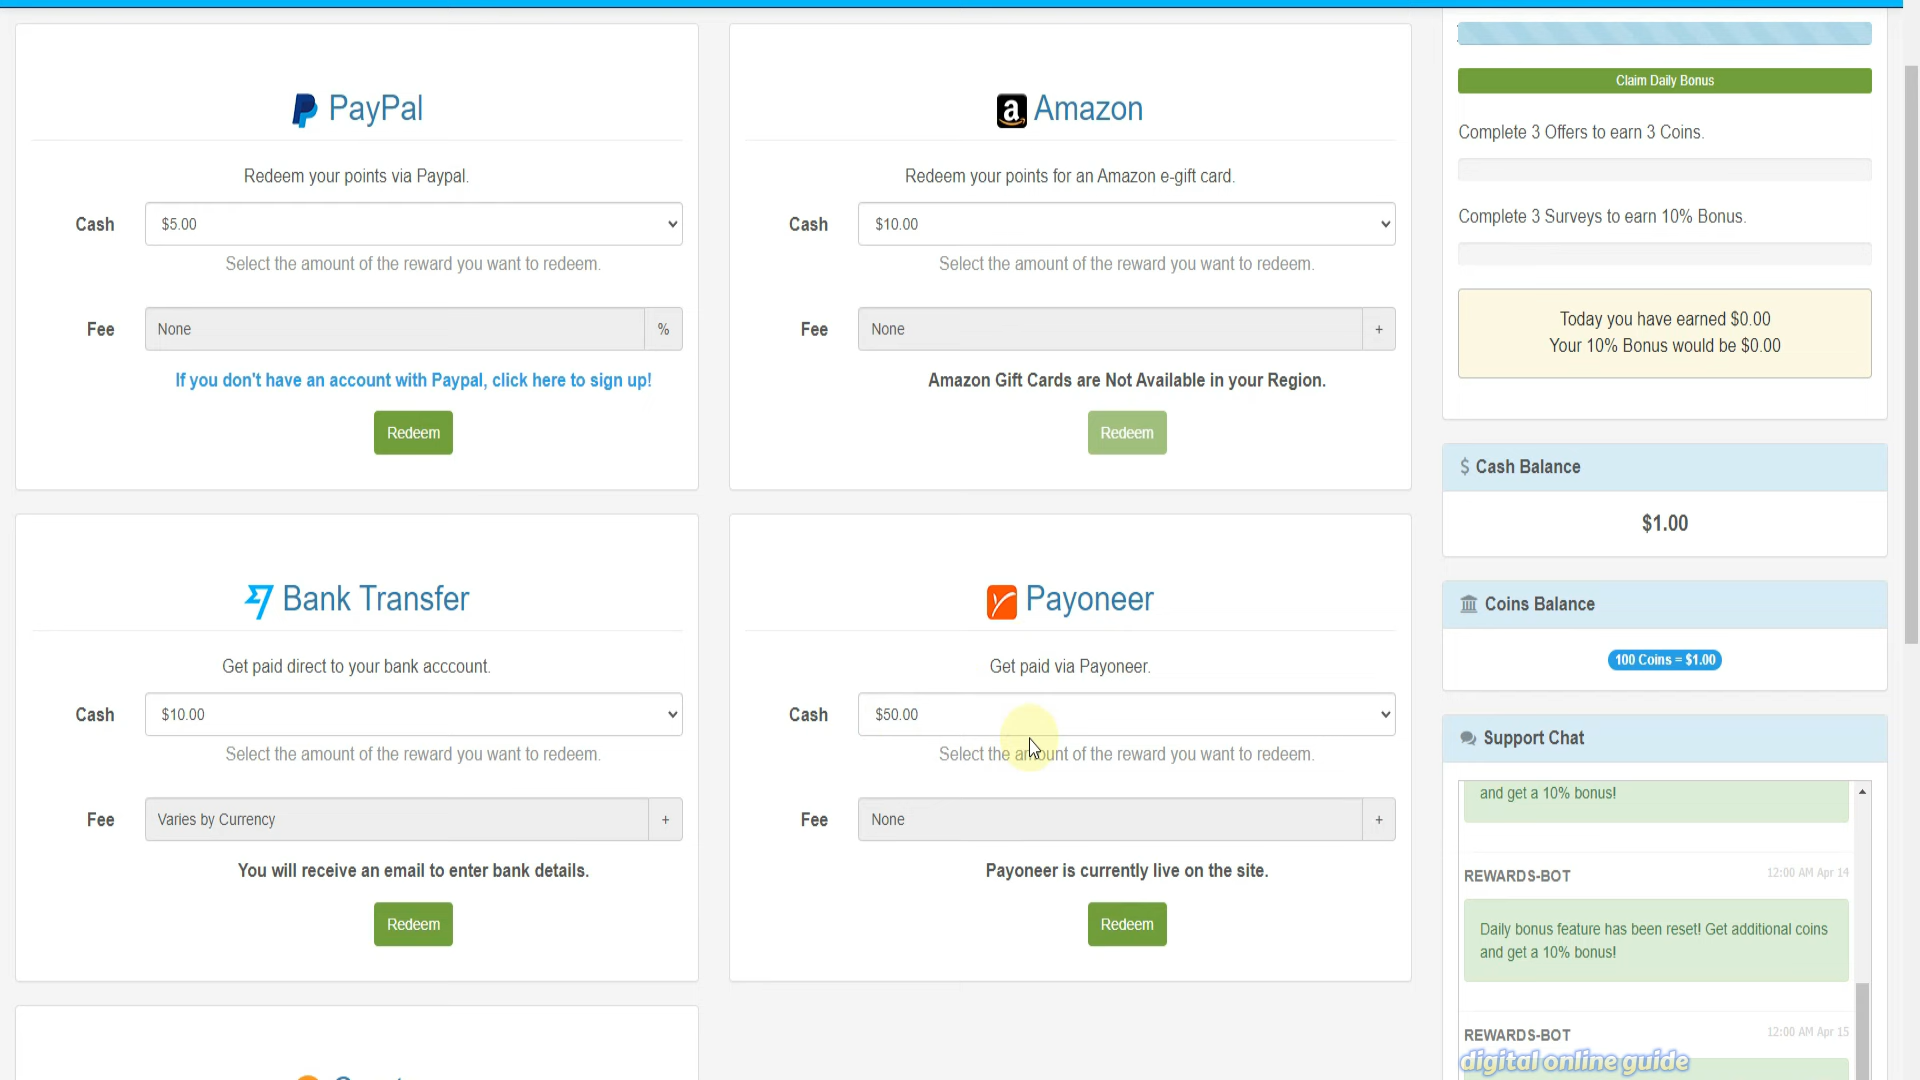 PayPal
Redeem your points via Paypal.
Cash
$5.00
Select the amount of the reward you want to redeem.
Fee
None
%
If you don't have an account with Paypal, click here to sign up!
Redeem
Amazon
Redeem your points for an Amazon e-gift card.
Cash
$10.00
Select the amount of the reward you want to redeem.
Fee
None
+
Amazon Gift Cards are Not Available in your Region.
Redeem
Bank Transfer
Get paid direct to your bank acccount.
Cash
$10.00
Select the amount of the reward you want to redeem.
Fee
Varies by Currency
+
You will receive an email to enter bank details.
Redeem
Payoneer
Get paid via Payoneer.
Cash
$50.00
Select the amount of the reward you want to redeem.
Fee
None
+
Payoneer is currently live on the site.
Redeem
Claim Daily Bonus
Complete 3 Offers to earn 3 Coins.
Complete 3 Surveys to earn 10% Bonus.
Today you have earned $0.00
Your 10% Bonus would be $0.00
$ Cash Balance
$1.00
Coins Balance
100 Coins = $1.00
Support Chat
and get a 10% bonus!
REWARDS-BOT
12:00 AM Apr 14
Daily bonus feature has been reset! Get additional coins
and get a 10% bonus!
REWARDS-BOT
12:00 AM Apr 15
digital online guide